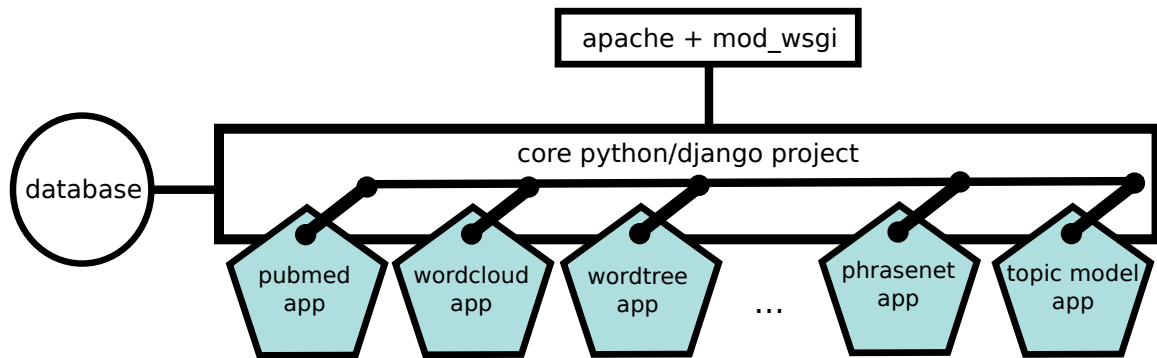 apache + mod_wsgi
core python/django project
database
pubmed
app
wordcloud
app
wordtree
app
...
phrasenet
app
topic model
app